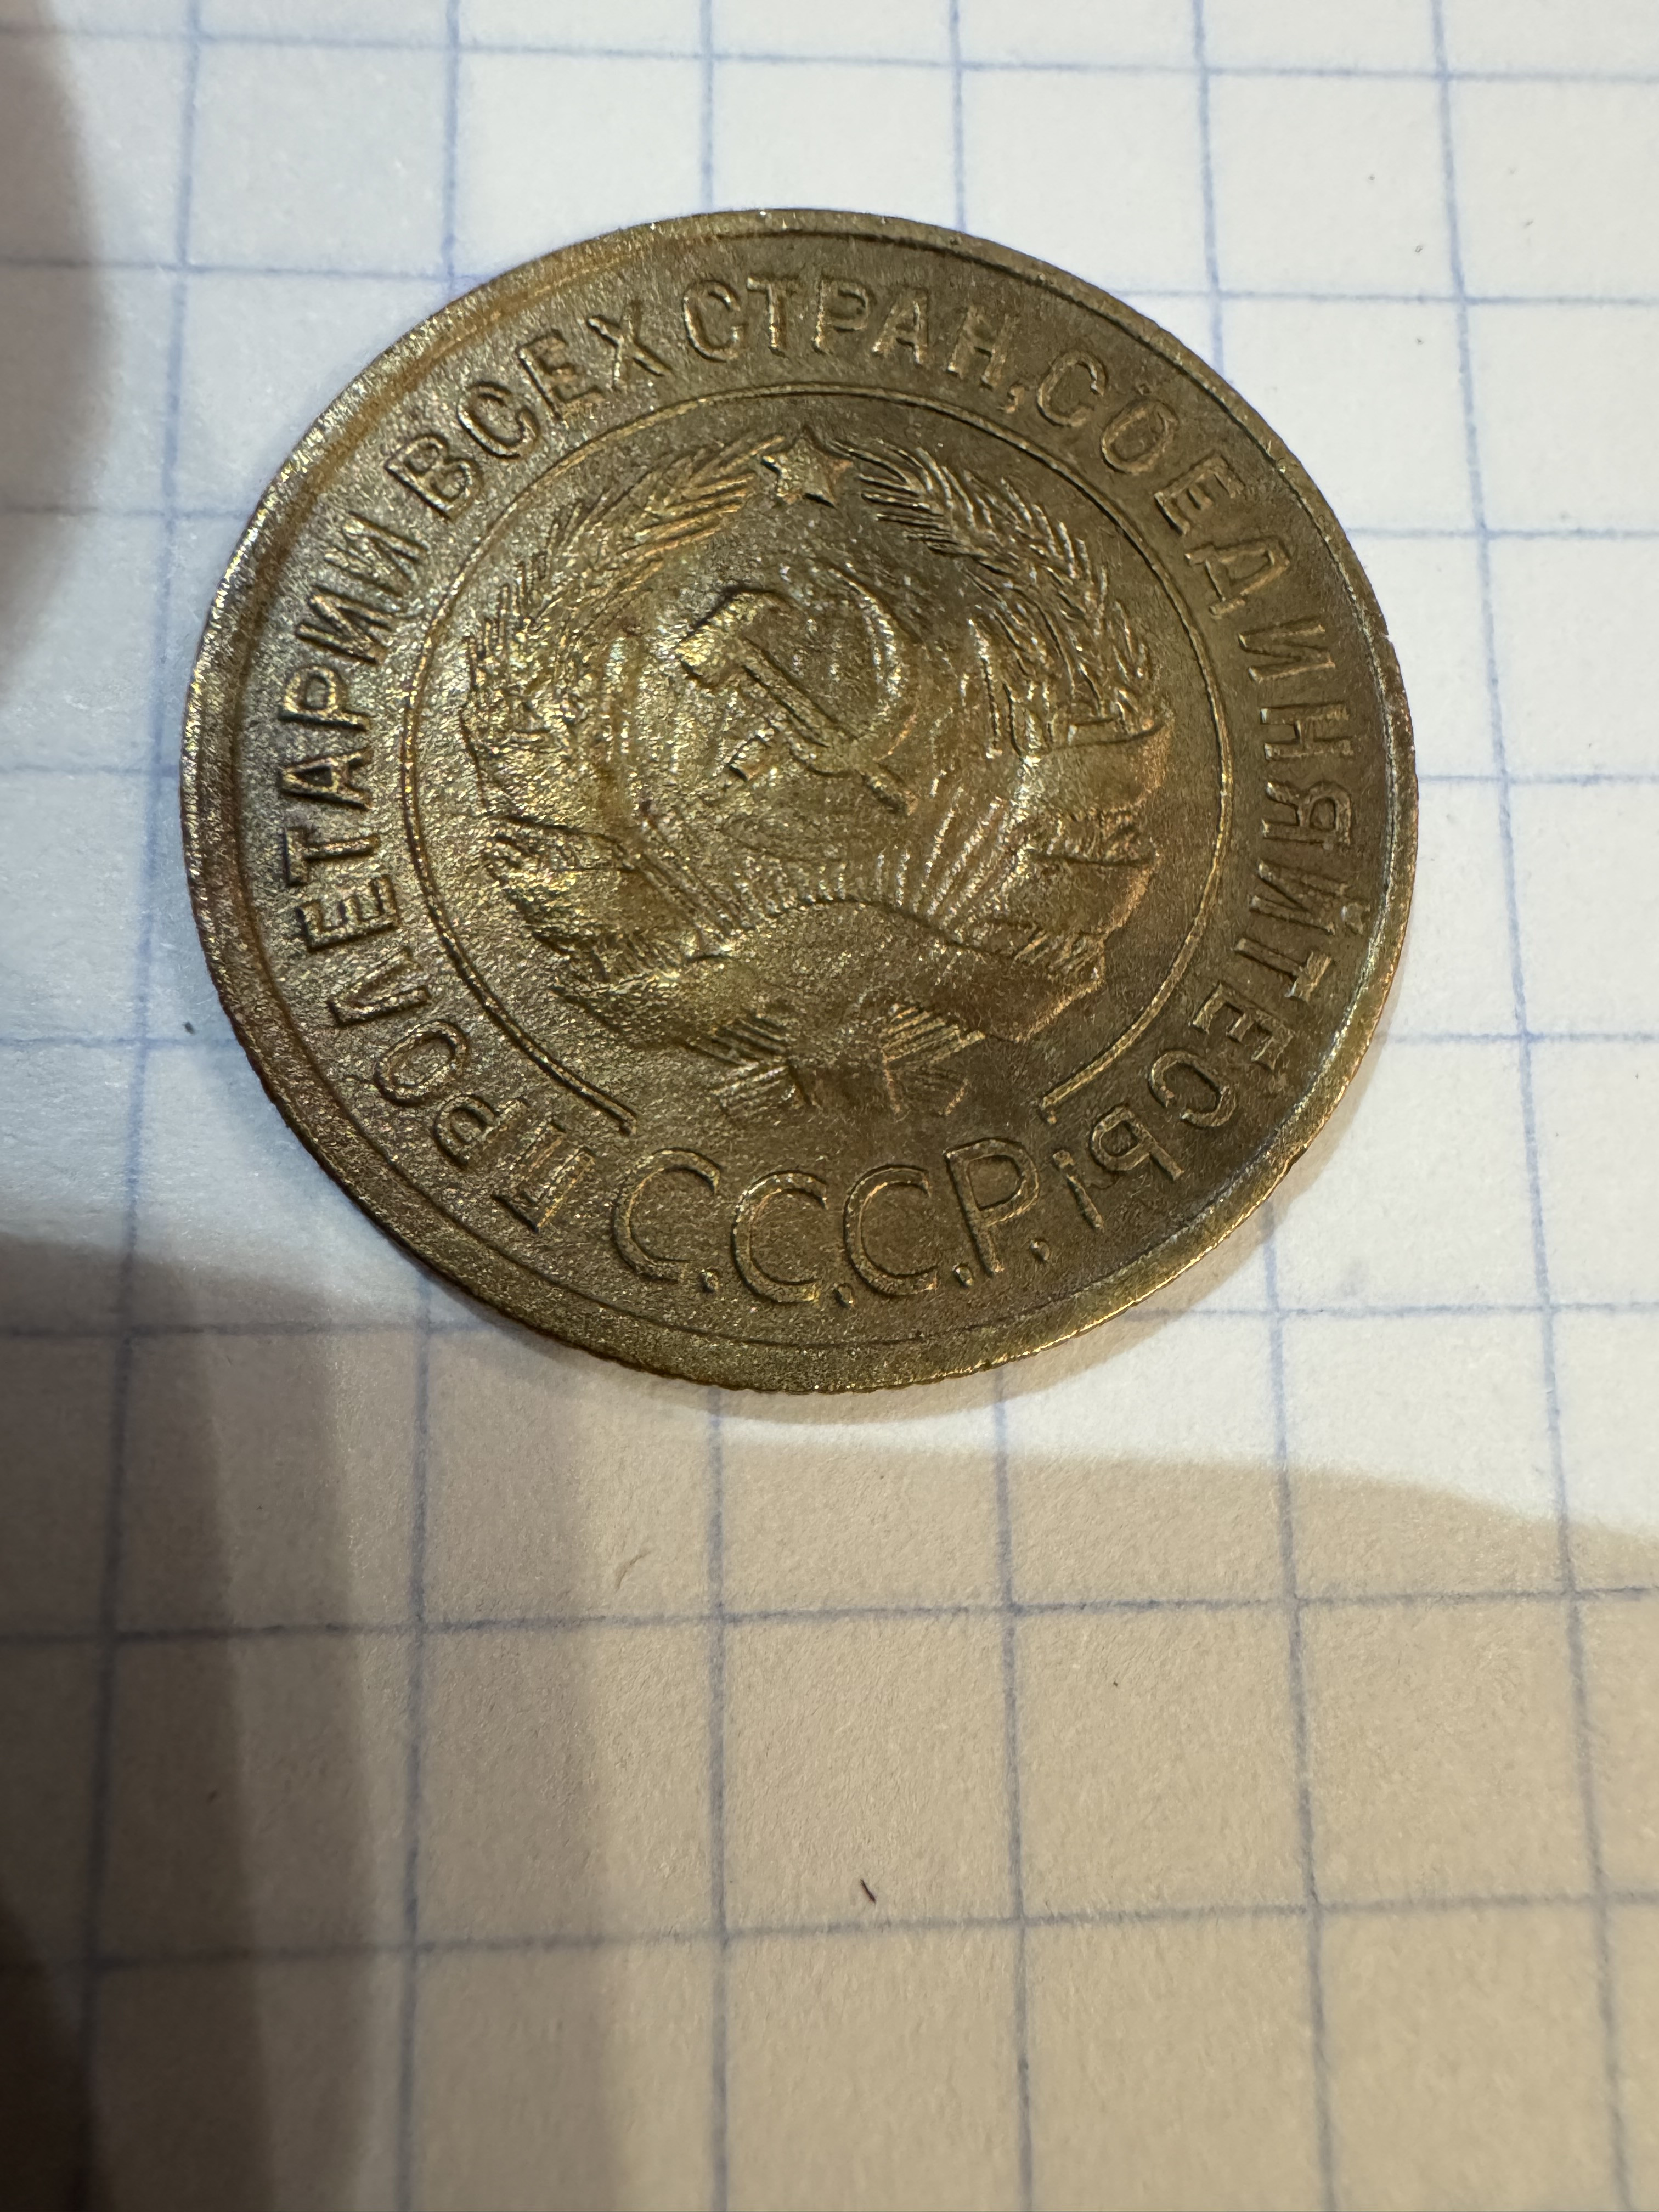 ПРОЛЕТАРИИ ВСЕХ СТРАН, СОЕДИНЯЙТЕСЬ!
С.С.С.Р.